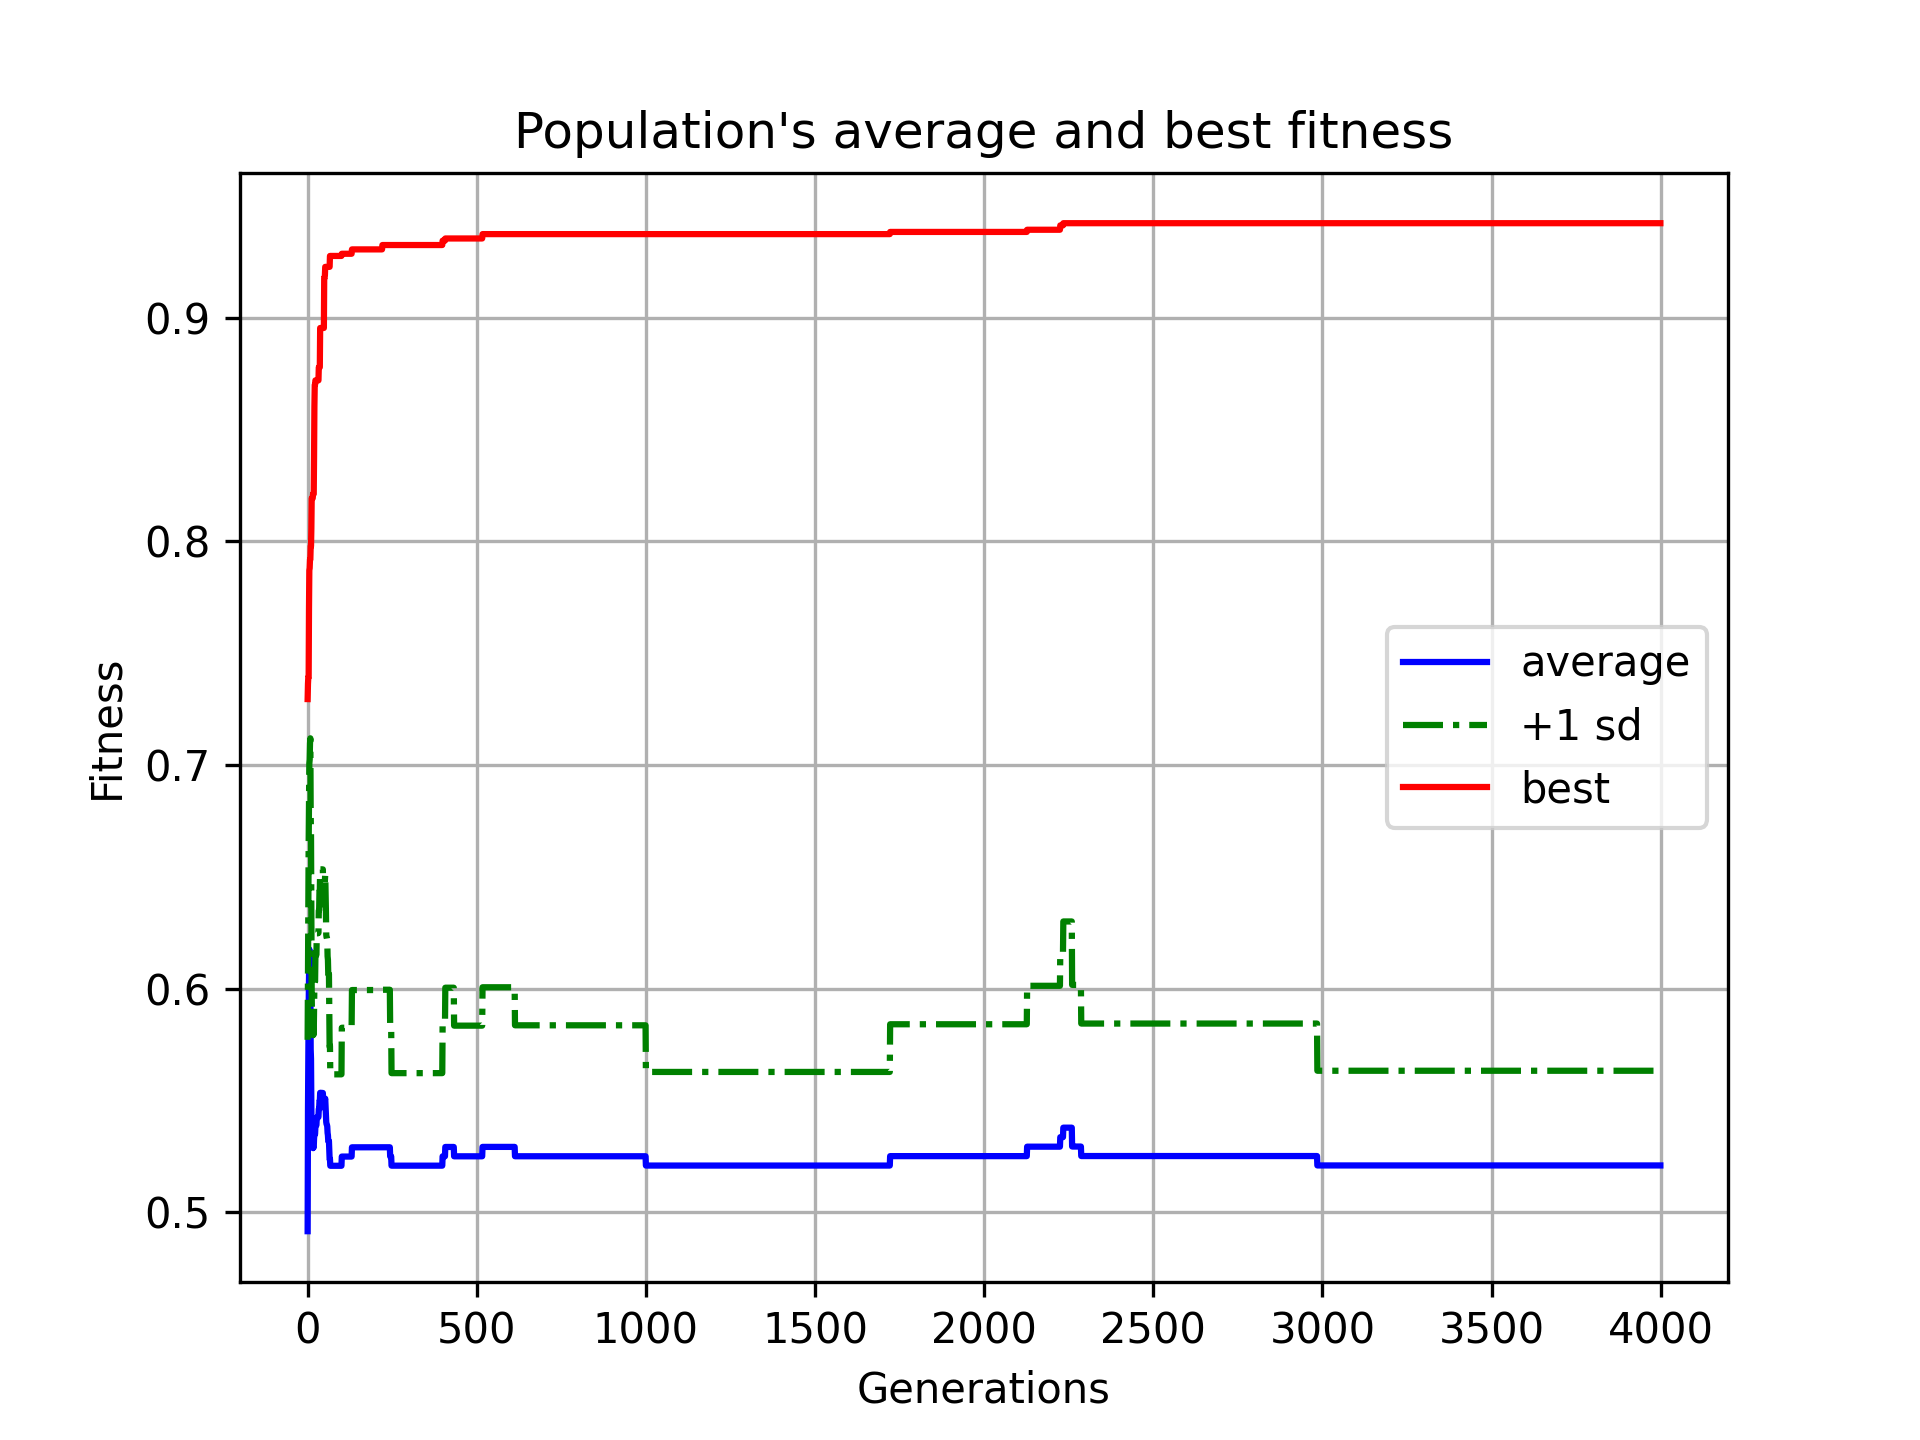 Population's average and best fitness
Fitness
0.9
0.8
0.7
0.6
0.5
average
+1 sd
best
0 500 1000 1500 2000 2500 3000 3500 4000
Generations